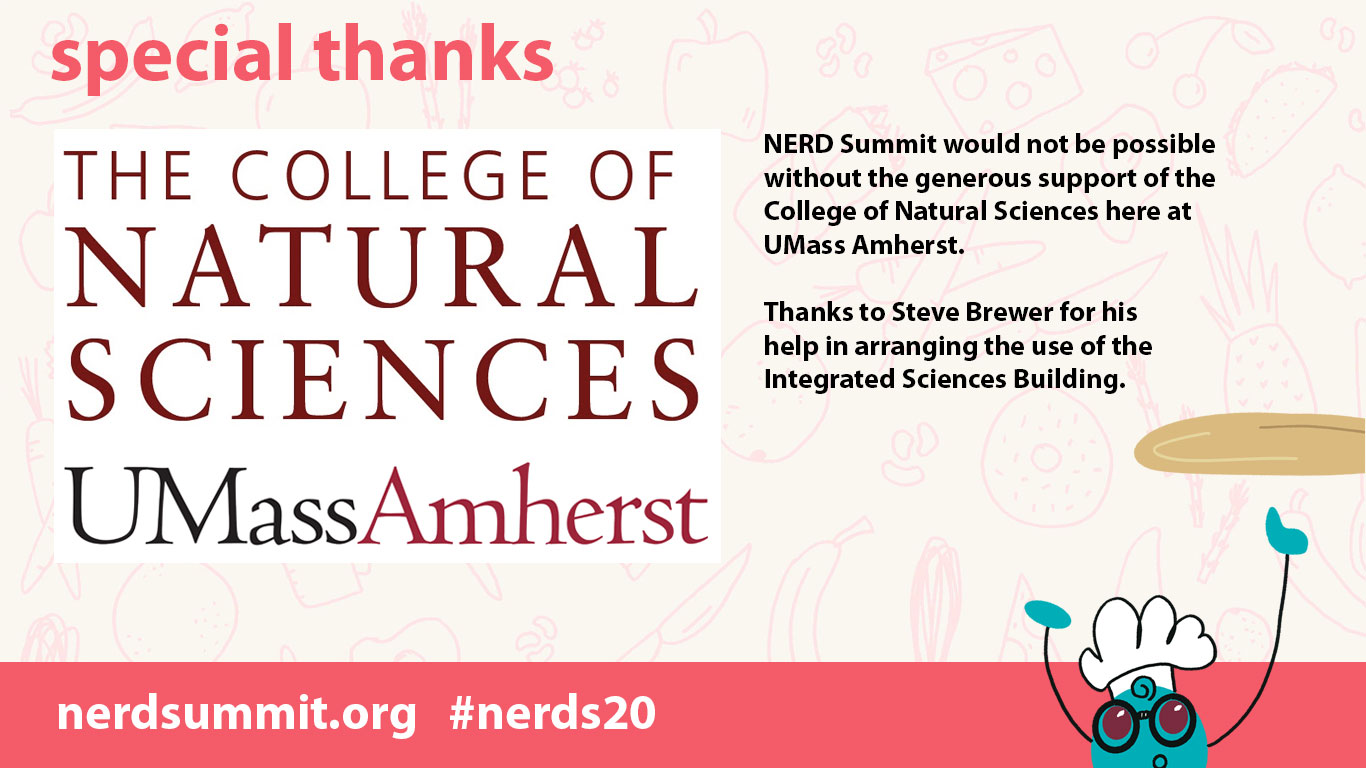 special thanks
THE COLLEGE OF
NATURAL
SCIENCES
UMassAmherst
NERD Summit would not be possible
without the generous support of the
College of Natural Sciences here at
UMass Amherst.
Thanks to Steve Brewer for his
help in arranging the use of the
Integrated Sciences Building.
nerdsummit.org #nerds20